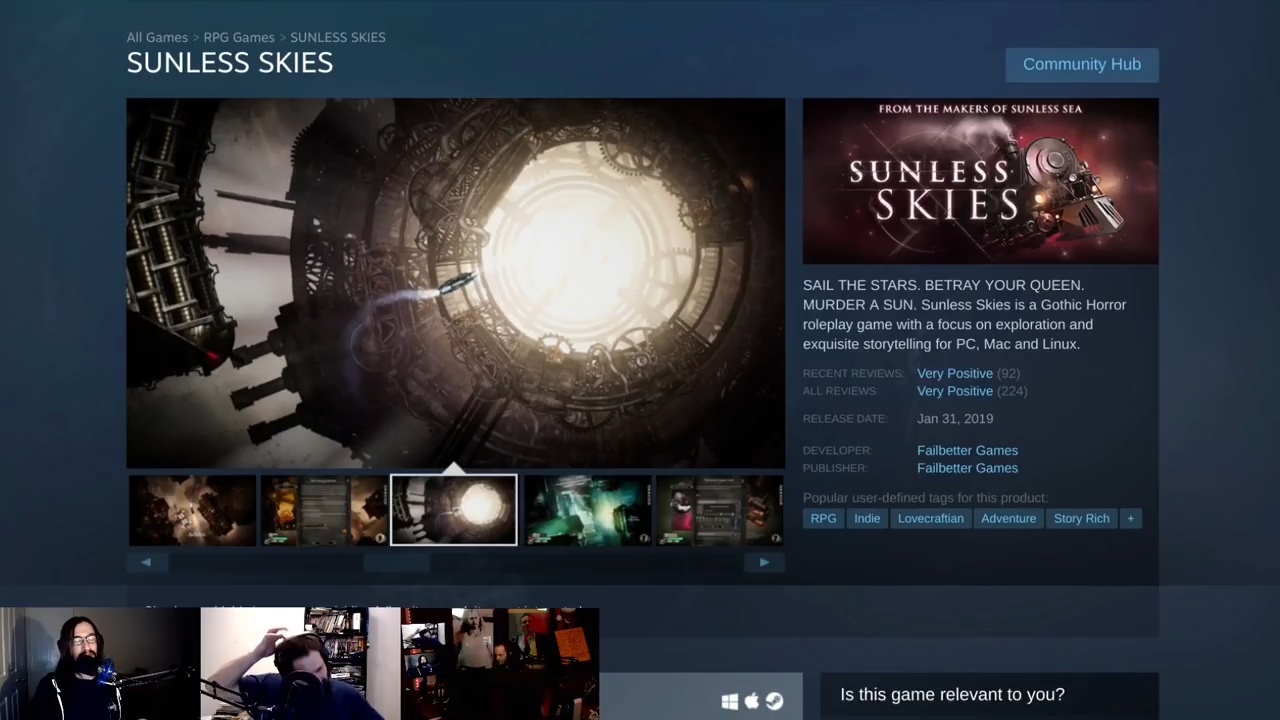 All Games > RPG Games > SUNLESS SKIES
SUNLESS SKIES
Community Hub
FROM THE MAKERS OF SUNLESS SEA
SUNLESS
SKIES
SAIL THE STARS. BETRAY YOUR QUEEN.
MURDER A SUN. Sunless Skies is a Gothic Horror
roleplay game with a focus on exploration and
exquisite storytelling for PC, Mac and Linux.
RECENT REVIEWS: Very Positive (92)
ALL REVIEWS: Very Positive (224)
RELEASE DATE: Jan 31, 2019
DEVELOPER: Failbetter Games
PUBLISHER: Failbetter Games
Popular user-defined tags for this product:
RPG Indie Lovecraftian Adventure Story Rich +
Is this game relevant to you?